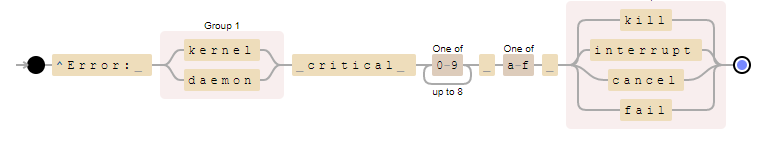 Group 1
^Error:_
kernel
daemon
_critical_
One of
0-9
up to 8
_
One of
a-f
_
kill
interrupt
cancel
fail